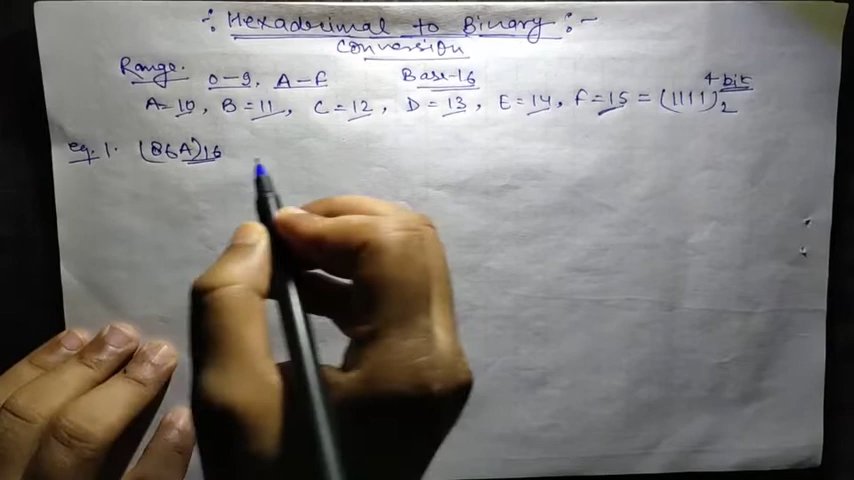 :Hexadecimal to Binary :-
Conversion
Range. 0-9, A-F Base-16
A=10, B=11, C=12, D=13, E=14, F=15 = (1111)2 4 bit
eg. 1. (86A)16